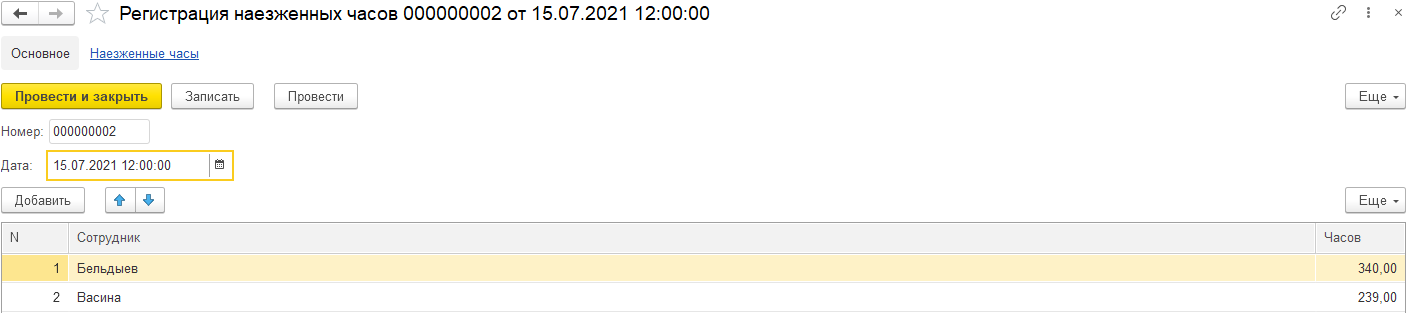 Регистрация наезженных часов 000000002 от 15.07.2021 12:00:00
Основное Наезженные часы
Провести и закрыть Записать Провести Еще
Номер: 000000002
Дата: 15.07.2021 12:00:00
Добавить Еще
N Сотрудник Часов
1 Бельдыев 340,00
2 Васина 239,00